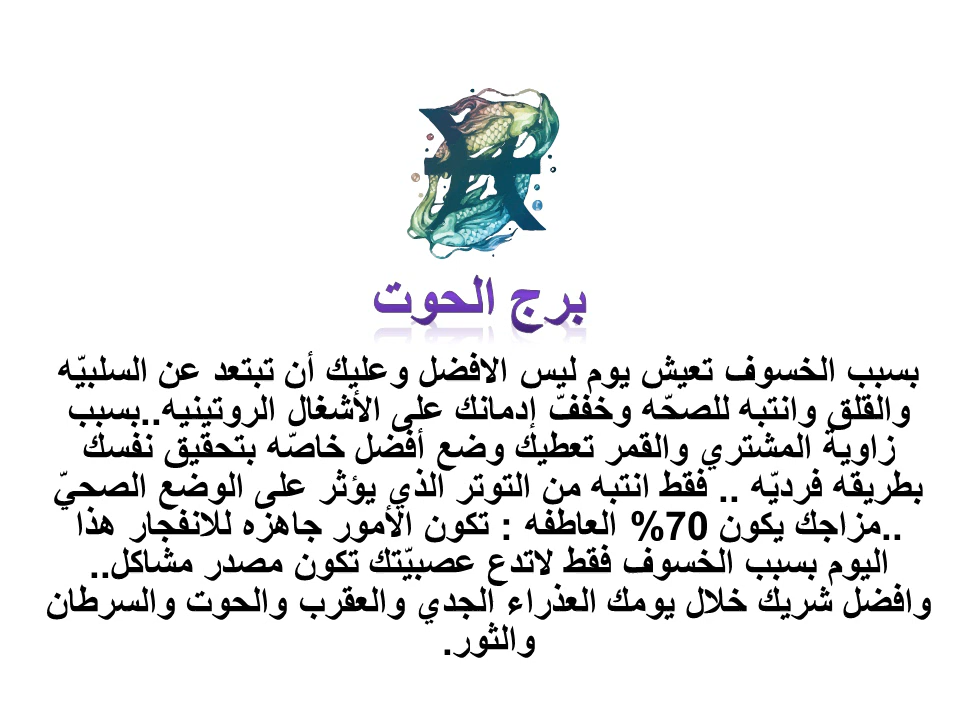 برج الحوت
بسبب الخسوف تعيش يوم ليس الافضل وعليك أن تبتعد عن السلبيّه
والقلق وانتبه للصحّه وخففّ إدمانك على الأشغال الروتينيه..بسبب
زاوية المشتري والقمر تعطيك وضع أفضل خاصّه بتحقيق نفسك
بطريقه فرديّه .. فقط انتبه من التوتر الذي يؤثر على الوضع الصحيّ
..مزاجك يكون 70% العاطفه : تكون الأمور جاهزه للانفجار هذا
اليوم بسبب الخسوف فقط لاتدع عصبيّتك تكون مصدر مشاكل..
وافضل شريك خلال يومك العذراء الجدي والعقرب والحوت والسرطان
والثور.